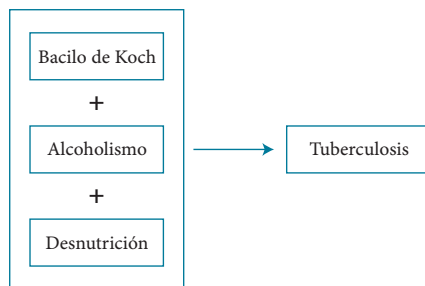 Bacilo de Koch
+
Alcoholismo
+
Desnutrición
Tuberculosis